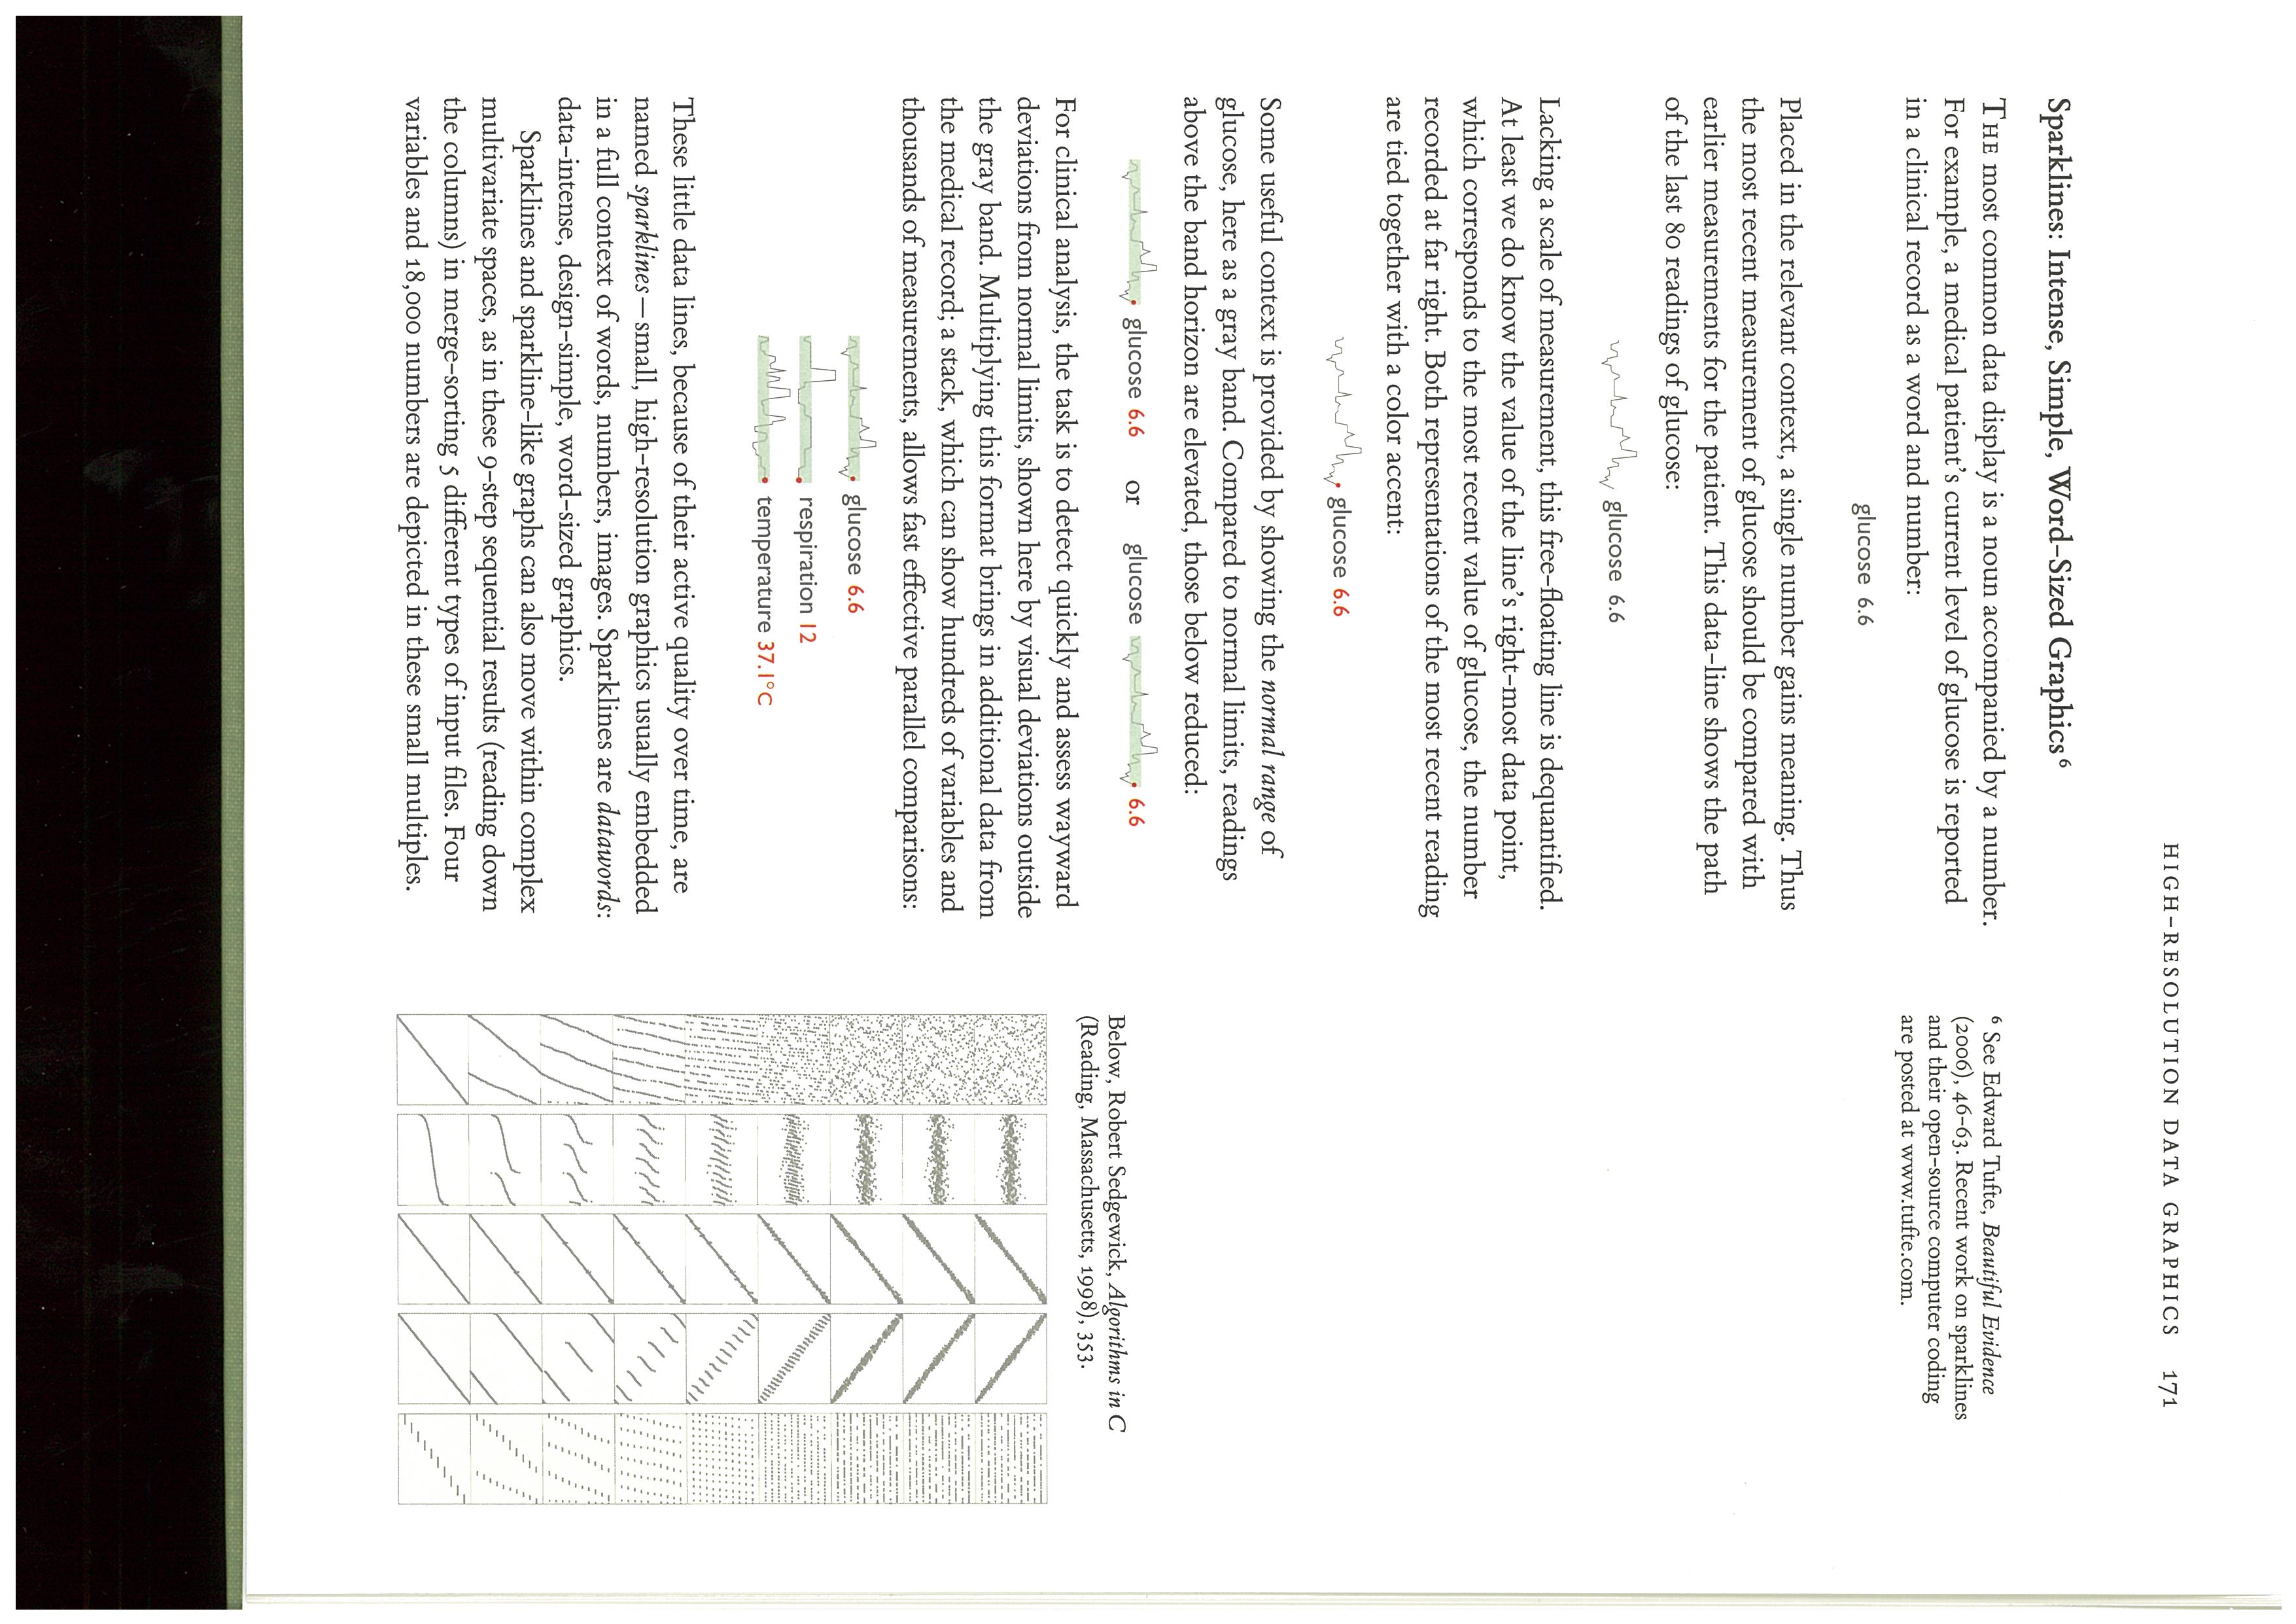 HIGH-RESOLUTION DATA GRAPHICS 171
Sparklines: Intense, Simple, Word-Sized Graphics 6
THE most common data display is a noun accompanied by a number.
For example, a medical patient's current level of glucose is reported
in a clinical record as a word and number:
glucose 6.6
Placed in the relevant context, a single number gains meaning. Thus
the most recent measurement of glucose should be compared with
earlier measurements for the patient. This data-line shows the path
of the last 80 readings of glucose:
glucose 6.6
Lacking a scale of measurement, this free-floating line is dequantified.
At least we do know the value of the line's right-most data point,
which corresponds to the most recent value of glucose, the number
recorded at far right. Both representations of the most recent reading
are tied together with a color accent:
glucose 6.6
Some useful context is provided by showing the normal range of
glucose, here as a gray band. Compared to normal limits, readings
above the band horizon are elevated, those below reduced:
glucose 6.6 or glucose 6.6
For clinical analysis, the task is to detect quickly and assess wayward
deviations from normal limits, shown here by visual deviations outside
the gray band. Multiplying this format brings in additional data from
the medical record; a stack, which can show hundreds of variables and
thousands of measurements, allows fast effective parallel comparisons:
glucose 6.6
respiration 12
temperature 37.1°C
These little data lines, because of their active quality over time, are
named sparklines—small, high-resolution graphics usually embedded
in a full context of words, numbers, images. Sparklines are datawords:
data-intense, design-simple, word-sized graphics.
Sparklines and sparkline-like graphs can also move within complex
multivariate spaces, as in these 9-step sequential results (reading down
the columns) in merge-sorting 5 different types of input files. Four
variables and 18,000 numbers are depicted in these small multiples.
6 See Edward Tufte, Beautiful Evidence
(2006), 46-63. Recent work on sparklines
and their open-source computer coding
are posted at www.tufte.com.
Below, Robert Sedgewick, Algorithms in C
(Reading, Massachusetts, 1998), 353.